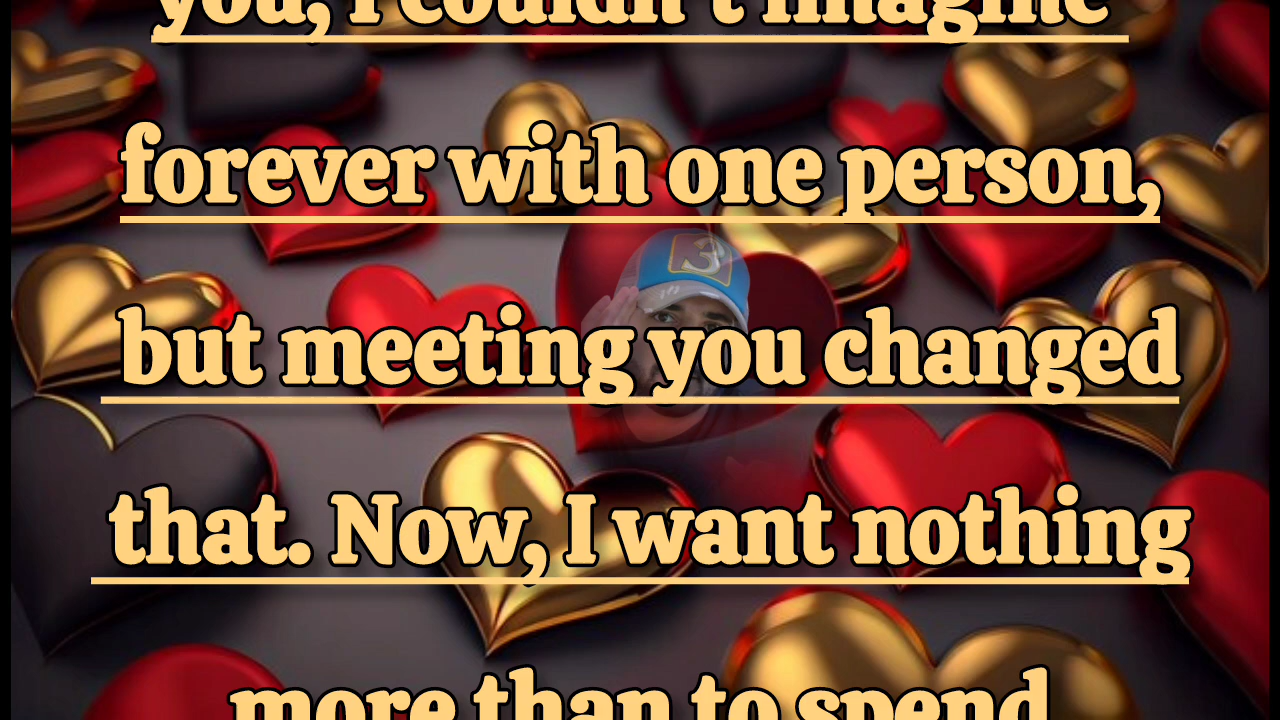 you, I couldn't imagine
forever with one person,
but meeting you changed
3
that. Now, I want nothing
more than to spend